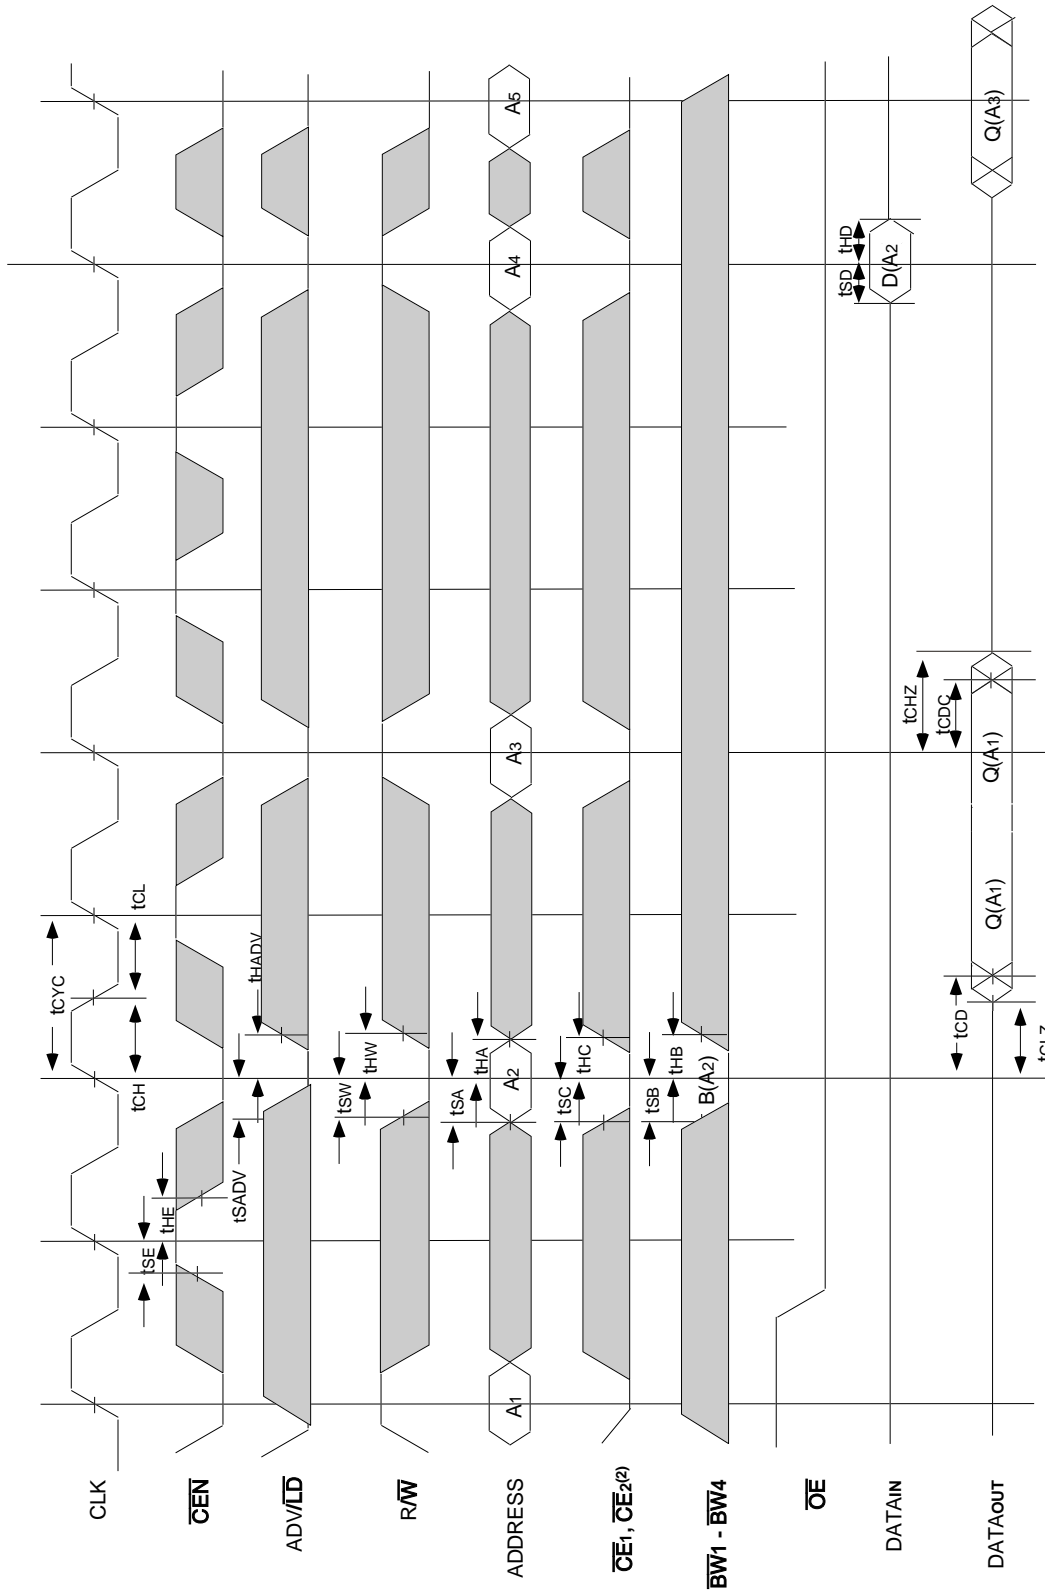 CLK
CEN
ADV/LD
R/W
ADDRESS
CE1, CE2(2)
BW1 - BW4
OE
DATAIN
DATAOUT
tCYC
tCH
tCL
tSE
tHE
tSADV
tHADV
tSW
tHW
A1
A2
A3
A4
A5
tSA
tHA
tSC
tHC
tSB
tHB
B(A2)
tSD
tHD
D(A2
tCD
tCLZ
tCHZ
tCDC
Q(A1)
Q(A1)
Q(A3)